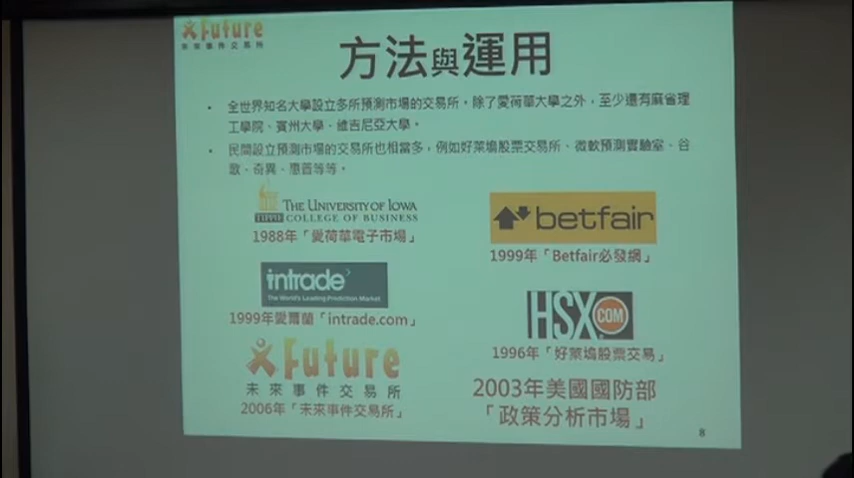 xFuture
未來事件交易所
方法與運用
• 全世界知名大學設立多所預測市場的交易所。除了愛荷華大學之外，至少還有麻省理
工學院、賓州大學、維吉尼亞大學。
• 民間設立預測市場的交易所也相當多，例如好萊塢股票交易所、微軟預測實驗室、谷
歌、奇異、惠普等等。
THE UNIVERSITY OF IOWA
TIPPIE COLLEGE OF BUSINESS
1988年「愛荷華電子市場」
betfair
1999年「Betfair必發網」
intrade
The World's Leading Prediction Market
1999年愛爾蘭「intrade.com」
HSX.COM
1996年「好萊塢股票交易」
xFuture
未來事件交易所
2006年「未來事件交易所」
2003年美國國防部
「政策分析市場」
8